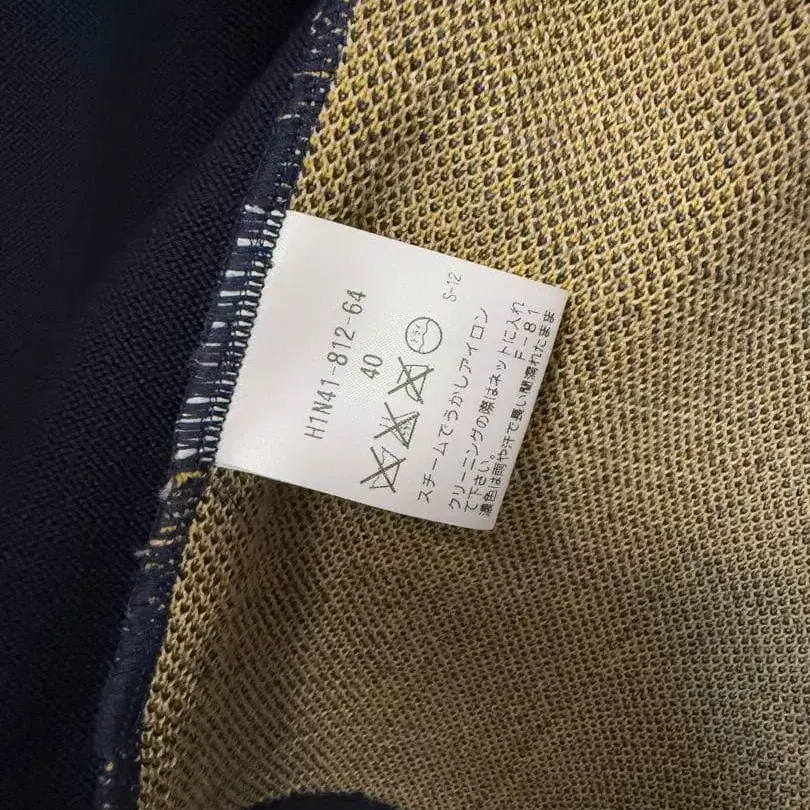 H1N41-812-64
40
スチームでうかしアイロン
S-12
クリーニングの際はネットに入れ
て下さい。
F-81
濃色は雨や汗で長い間濡れたまま